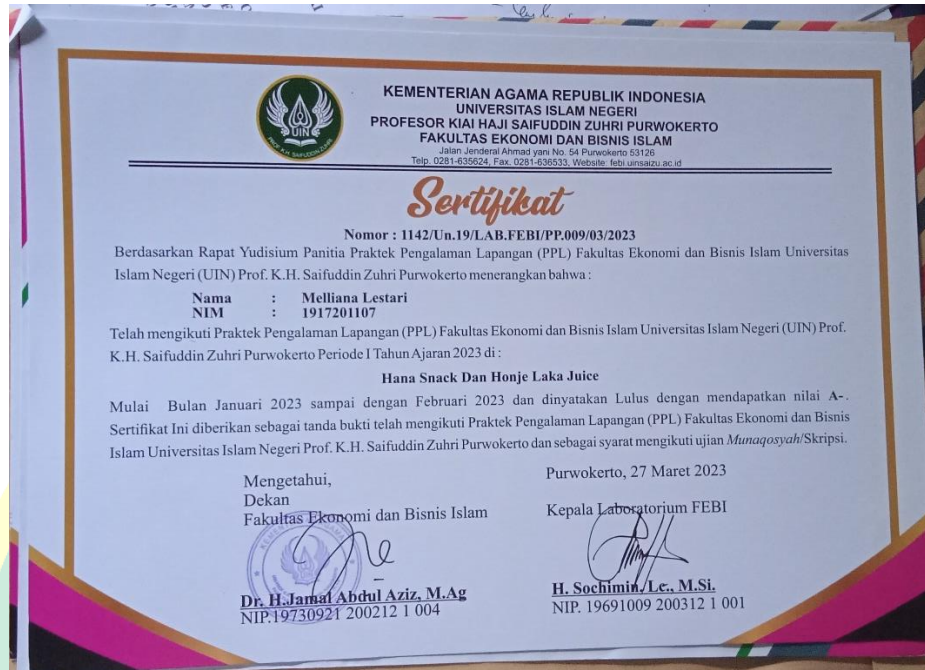 KEMENTERIAN AGAMA REPUBLIK INDONESIA
UNIVERSITAS ISLAM NEGERI
PROFESOR KIAI HAJI SAIFUDDIN ZUHRI PURWOKERTO
FAKULTAS EKONOMI DAN BISNIS ISLAM
Jalan Jenderal Ahmad yani No. 54 Purwokerto 53126
Telp. 0281-635624, Fax. 0281-636533, Website: febi.uinsaizu.ac.id
UIN
PROF. K.H. SAIFUDDIN ZUHRI
Sertifikat
Nomor : 1142/Un.19/LAB.FEBI/PP.009/03/2023
Berdasarkan Rapat Yudisium Panitia Praktek Pengalaman Lapangan (PPL) Fakultas Ekonomi dan Bisnis Islam Universitas
Islam Negeri (UIN) Prof. K.H. Saifuddin Zuhri Purwokerto menerangkan bahwa :
Nama : Melliana Lestari
NIM : 1917201107
Telah mengikuti Praktek Pengalaman Lapangan (PPL) Fakultas Ekonomi dan Bisnis Islam Universitas Islam Negeri (UIN) Prof.
K.H. Saifuddin Zuhri Purwokerto Periode I Tahun Ajaran 2023 di :
Hana Snack Dan Honje Laka Juice
Mulai Bulan Januari 2023 sampai dengan Februari 2023 dan dinyatakan Lulus dengan mendapatkan nilai A-.
Sertifikat Ini diberikan sebagai tanda bukti telah mengikuti Praktek Pengalaman Lapangan (PPL) Fakultas Ekonomi dan Bisnis
Islam Universitas Islam Negeri Prof. K.H. Saifuddin Zuhri Purwokerto dan sebagai syarat mengikuti ujian Munaqosyah/Skripsi.
Mengetahui,
Dekan
Fakultas Ekonomi dan Bisnis Islam
Dr. H.Jamal Abdul Aziz, M.Ag
NIP.19730921 200212 1 004
Purwokerto, 27 Maret 2023
Kepala Laboratorium FEBI
H. Sochimin, Lc., M.Si.
NIP. 19691009 200312 1 001